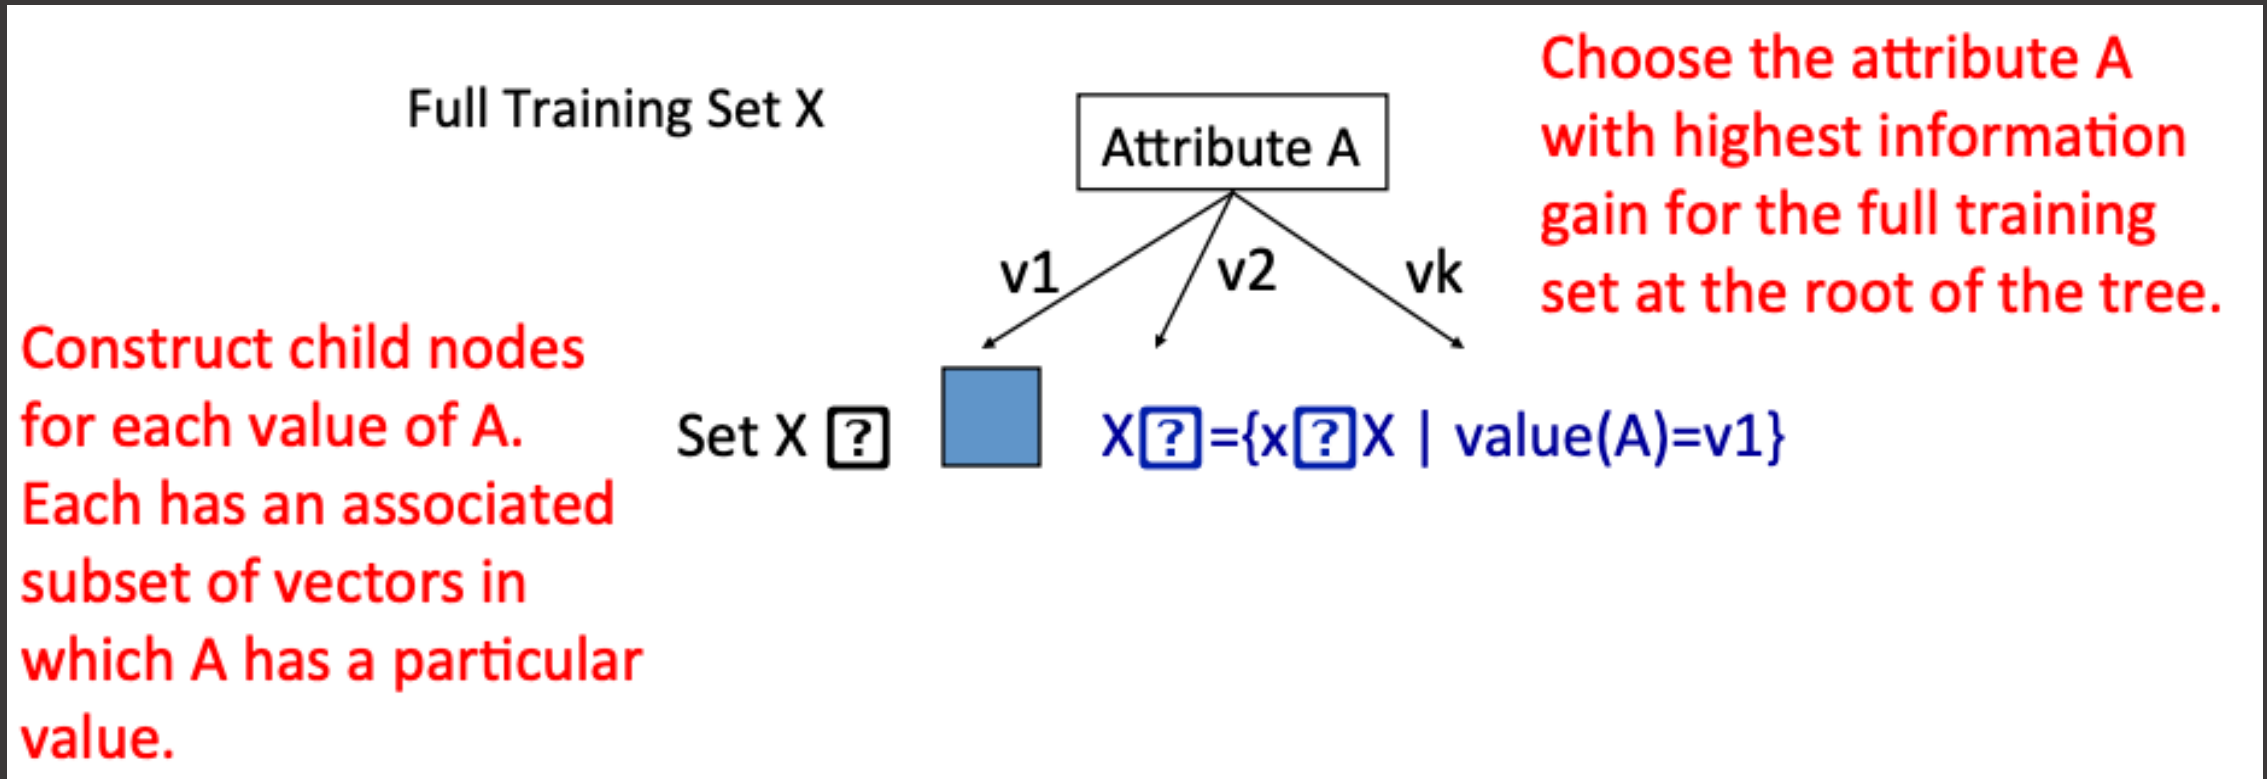 Full Training Set X
Attribute A
Choose the attribute A
with highest information
gain for the full training
set at the root of the tree.
v1
v2
vk
Construct child nodes
for each value of A.
Each has an associated
subset of vectors in
which A has a particular
value.
Set X ?
X?={x?X | value(A)=v1}